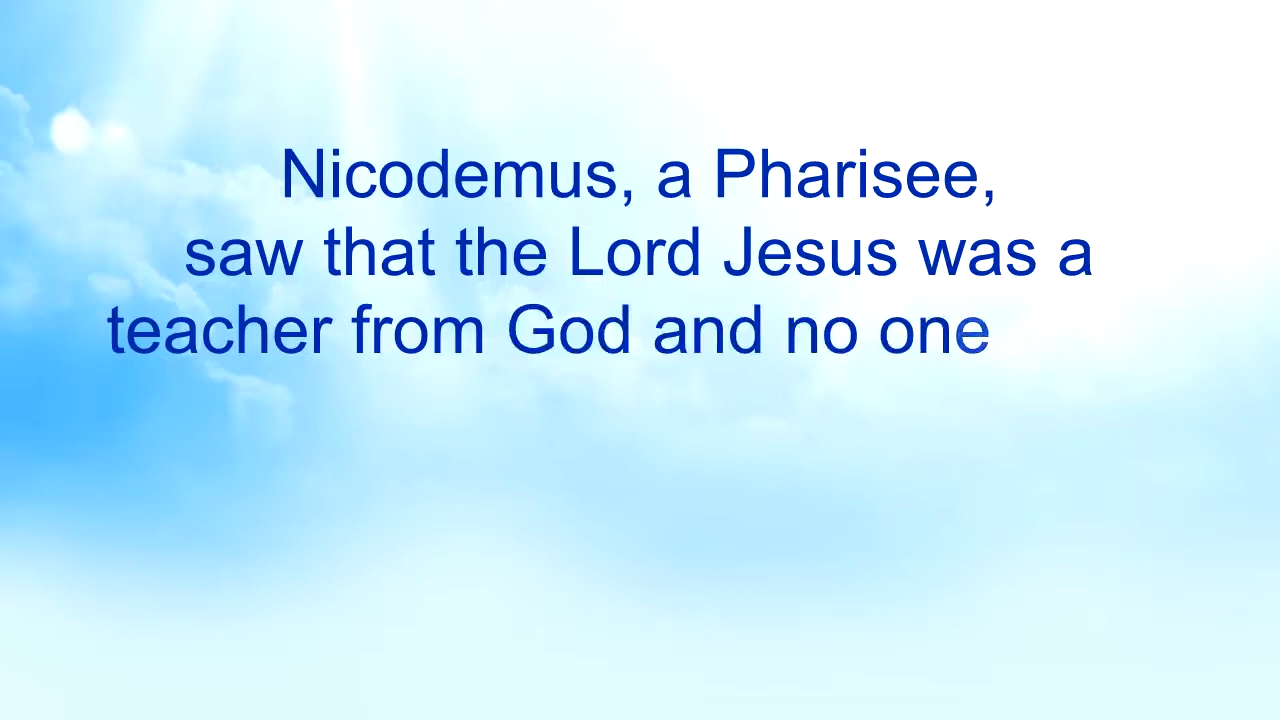 Nicodemus, a Pharisee,
saw that the Lord Jesus was a
teacher from God and no one